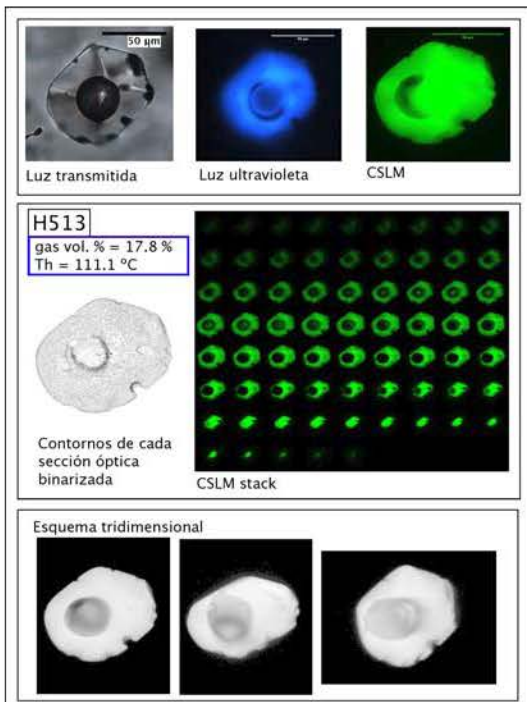 50 µm
Luz transmitida
Luz ultravioleta
CSLM
H513
gas vol. % = 17.8 %
Th = 111.1 ºC
Contornos de cada
sección óptica
binarizada
CSLM stack
Esquema tridimensional